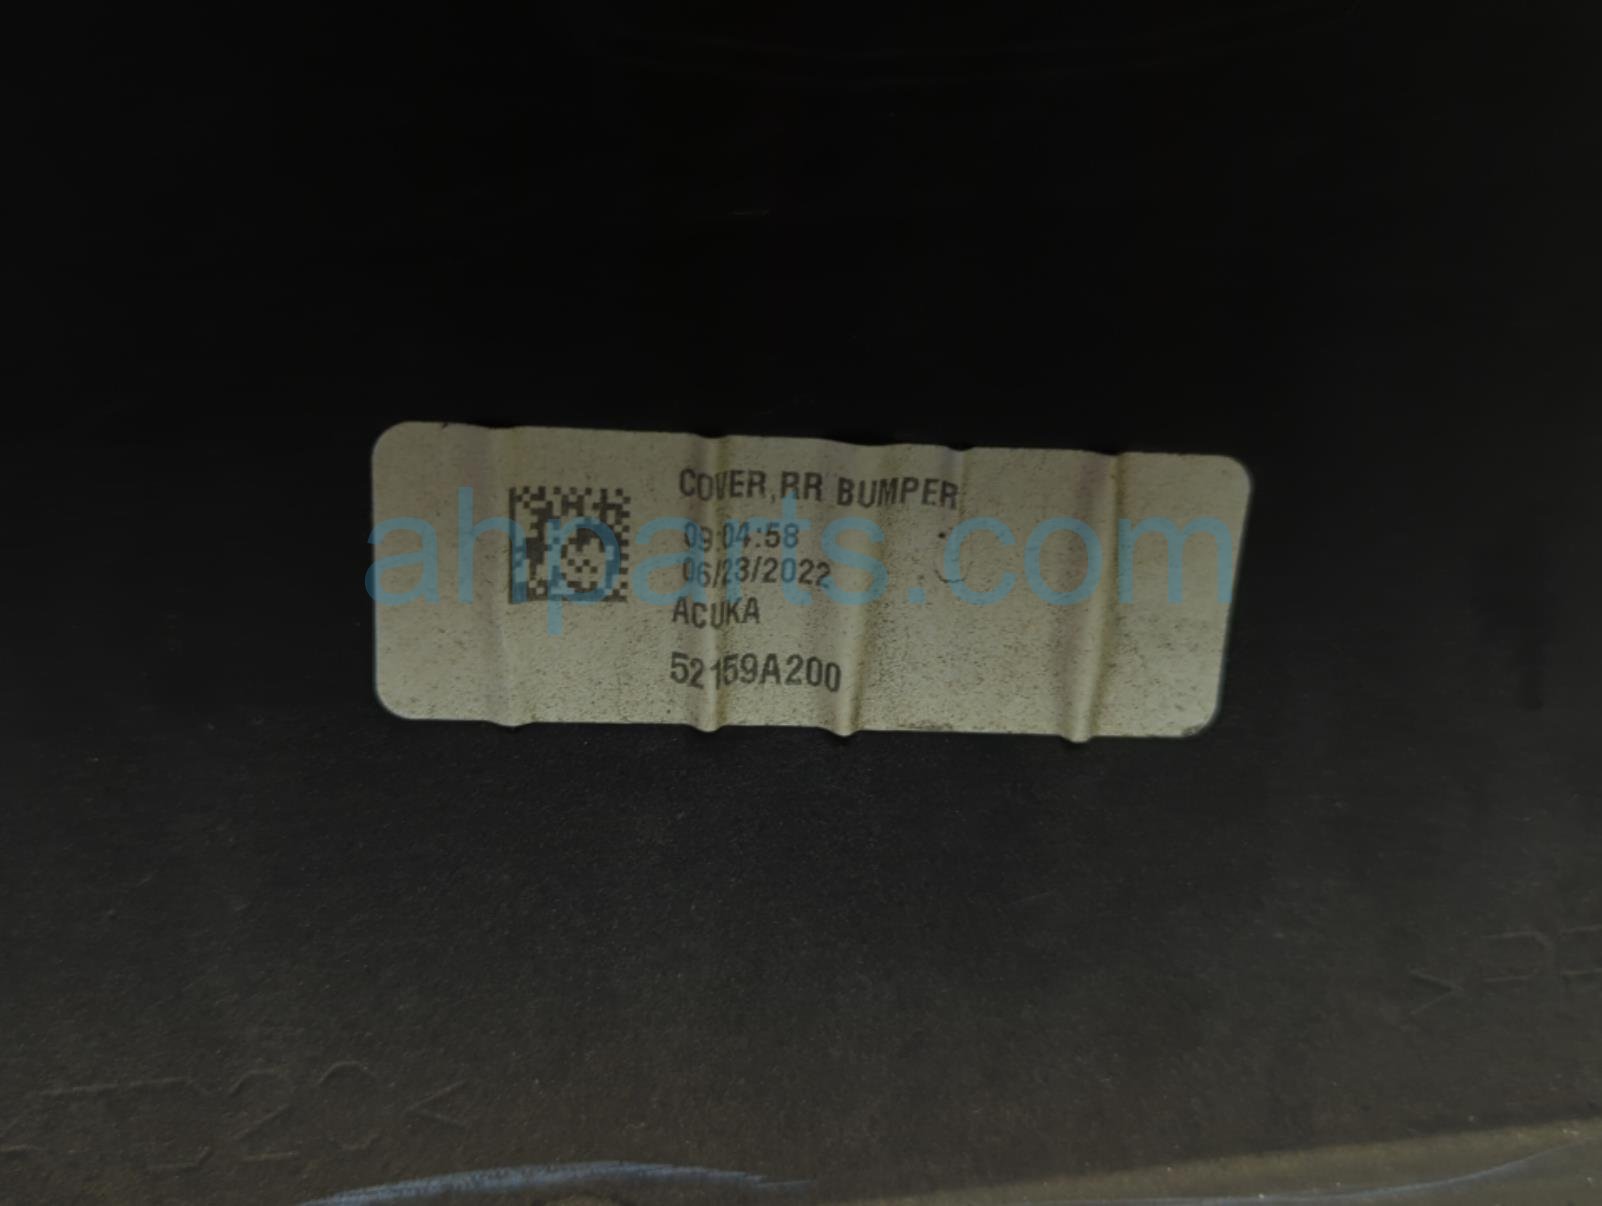 COVER,RR BUMPER
09:04:58
06/23/2022
ACUKA
52159A200
ahparts.com